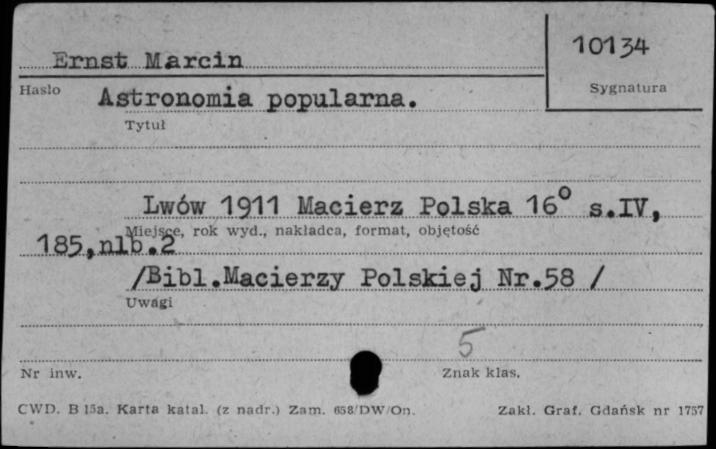 Ernst Marcin
10134
Hasło
Sygnatura
Astronomia popularna.
Tytuł
Lwów 1911 Macierz Polska 16° s.IV,
Miejsce, rok wyd., nakładca, format, objętość
185,nlb.2
/Bibl.Macierzy Polskiej Nr.58 /
Uwagi
5
Nr inw.
Znak klas.
CWD. B 15a. Karta katal. (z nadr.) Zam. 658/DW/On.
Zakł. Graf. Gdańsk nr 1757